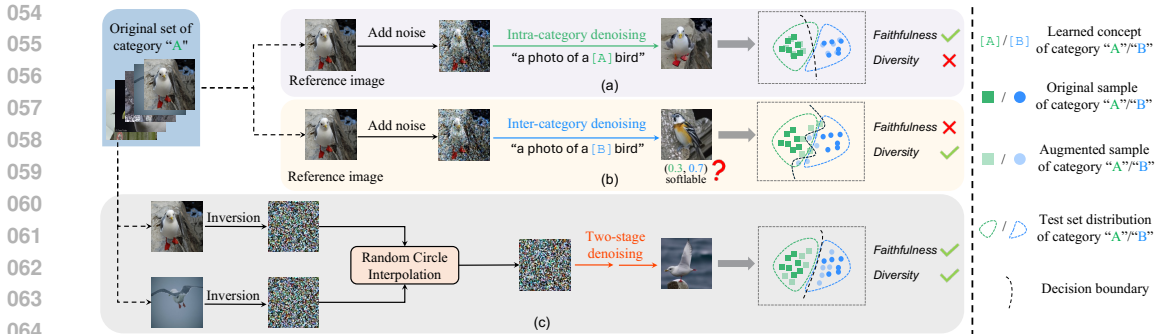 054
055
056
057
058
059
060
061
062
063
064
Original set of
category “A”
Reference image
Add noise
Intra-category denoising
“a photo of a [A] bird”
(a)
Faithfulness
Diversity
Reference image
Add noise
Inter-category denoising
“a photo of a [B] bird”
(0.3, 0.7)
softlable
?
(b)
Faithfulness
Diversity
Inversion
Inversion
Random Circle
Interpolation
Two-stage
denoising
(c)
Faithfulness
Diversity
[A]/[B]
Learned concept
of category “A”/“B”
/
Original sample
of category “A”/“B”
/
Augmented sample
of category “A”/“B”
/
Test set distribution
of category “A”/“B”
Decision boundary